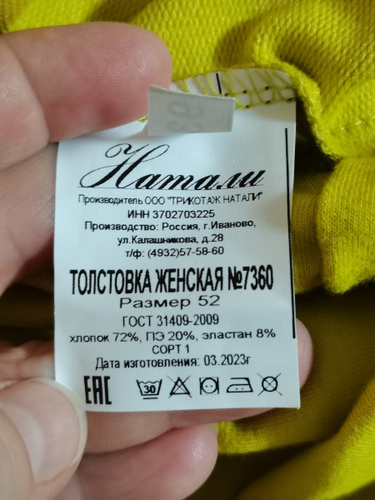 Натали
Производитель ООО "ТРИКОТАЖ НАТАЛИ"
ИНН 3702703225
Производство: Россия, г.Иваново,
ул.Калашникова, д.28
т/ф: (4932)57-58-60
ТОЛСТОВКА ЖЕНСКАЯ №7360
Размер 52
ГОСТ 31409-2009
хлопок 72%, ПЭ 20%, эластан 8%
СОРТ 1
Дата изготовления: 03.2023г
ЕАС 30